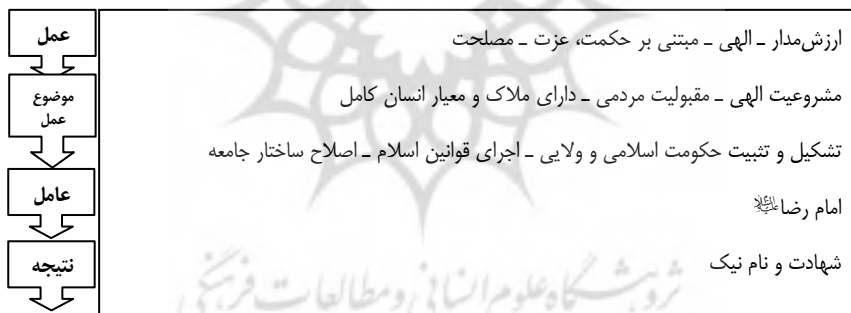 عمل
ارزش‌مدار ـ الهی ـ مبتنی بر حکمت، عزت ـ مصلحت
موضوع
عمل
مشروعیت الهی ـ مقبولیت مردمی ـ دارای ملاک و معیار انسان کامل
تشکیل و تثبیت حکومت اسلامی و ولایی ـ اجرای قوانین اسلام ـ اصلاح ساختار جامعه
عامل
امام رضا علیه‌السلام
نتیجه
شهادت و نام نیک
پژوهشگاه علوم انسانی و مطالعات فرهنگی